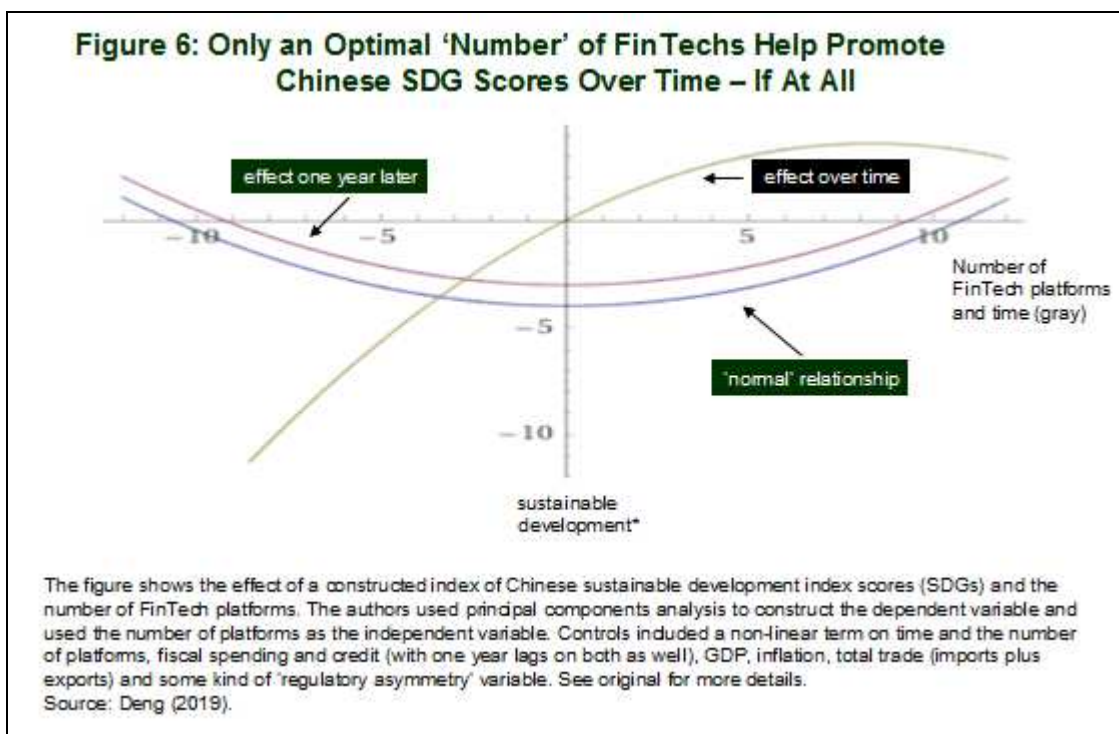 Figure 6: Only an Optimal ‘Number’ of FinTechs Help Promote
Chinese SDG Scores Over Time – If At All
effect one year later
effect over time
−10
−5
5
10
Number of
FinTech platforms
and time (gray)
−5
‘normal’ relationship
−10
sustainable
development*
The figure shows the effect of a constructed index of Chinese sustainable development index scores (SDGs) and the
number of FinTech platforms. The authors used principal components analysis to construct the dependent variable and
used the number of platforms as the independent variable. Controls included a non-linear term on time and the number
of platforms, fiscal spending and credit (with one year lags on both as well), GDP, inflation, total trade (imports plus
exports) and some kind of ‘regulatory asymmetry’ variable. See original for more details.
Source: Deng (2019).